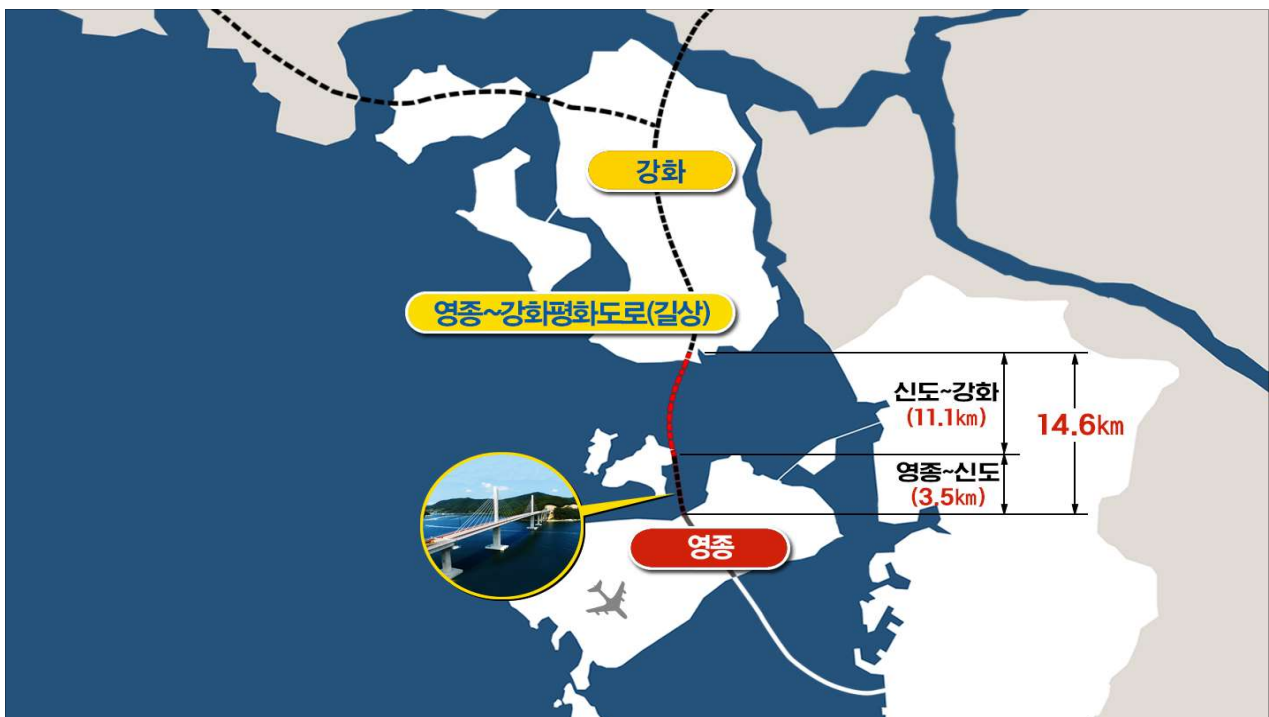 강화
영종~강화평화도로(길상)
신도~강화
(11.1km)
14.6km
영종~신도
(3.5km)
영종